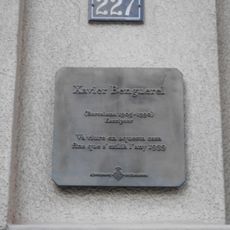 227
Xavier Benguerel
(Barcelona 1905-1990)
Escriptor
Va viure en aquesta casa
fins que s'exilià l'any 1939